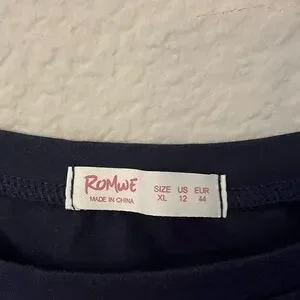 ROMWE
MADE IN CHINA
SIZE US EUR
XL 12 44